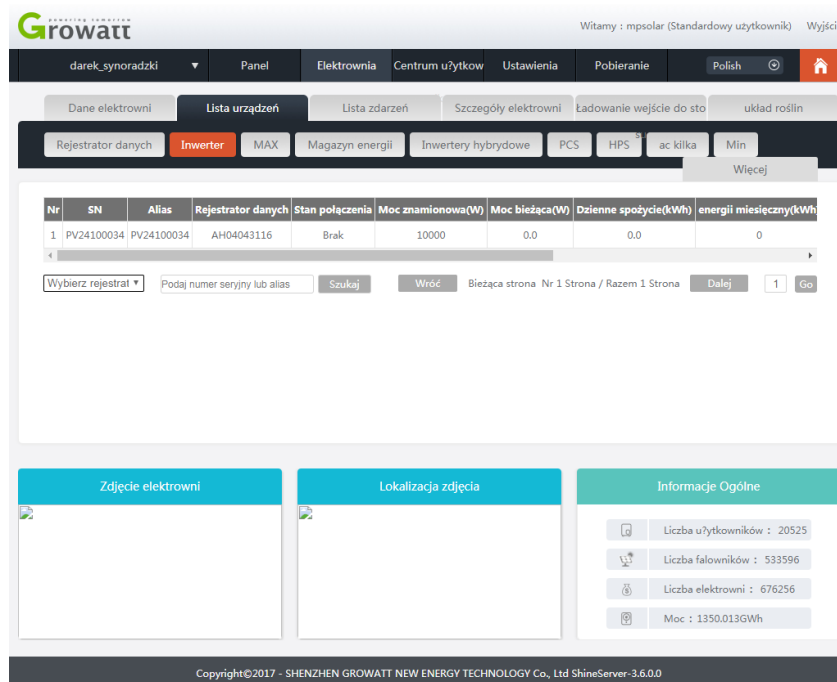 powering tomorrow
Growatt
Witamy : mpsolar (Standardowy użytkownik) Wyjści
darek_synoradzki ▼ Panel Elektrownia Centrum u?ytkow Ustawienia Pobieranie Polish
Dane elektrowni Lista urządzeń Lista zdarzeń Szczegóły elektrowni Ładowanie wejście do sto układ roślin
Rejestrator danych Inwerter MAX Magazyn energii Inwertery hybrydowe PCS HPS ac kilka Min
Więcej
Nr SN Alias Rejestrator danych Stan połączenia Moc znamionowa(W) Moc bieżąca(W) Dzienne spożycie(kWh) energii miesięczny(kWh
1 PV24100034 PV24100034 AH04043116 Brak 10000 0.0 0.0 0
Wybierz rejestrat ▼ Podaj numer seryjny lub alias Szukaj Wróć Bieżąca strona Nr 1 Strona / Razem 1 Strona Dalej 1 Go
Zdjęcie elektrowni Lokalizacja zdjęcia Informacje Ogólne
Liczba u?ytkowników : 20525
Liczba falowników : 533596
Liczba elektrowni : 676256
Moc : 1350.013GWh
Copyright©2017 - SHENZHEN GROWATT NEW ENERGY TECHNOLOGY Co., Ltd ShineServer-3.6.0.0